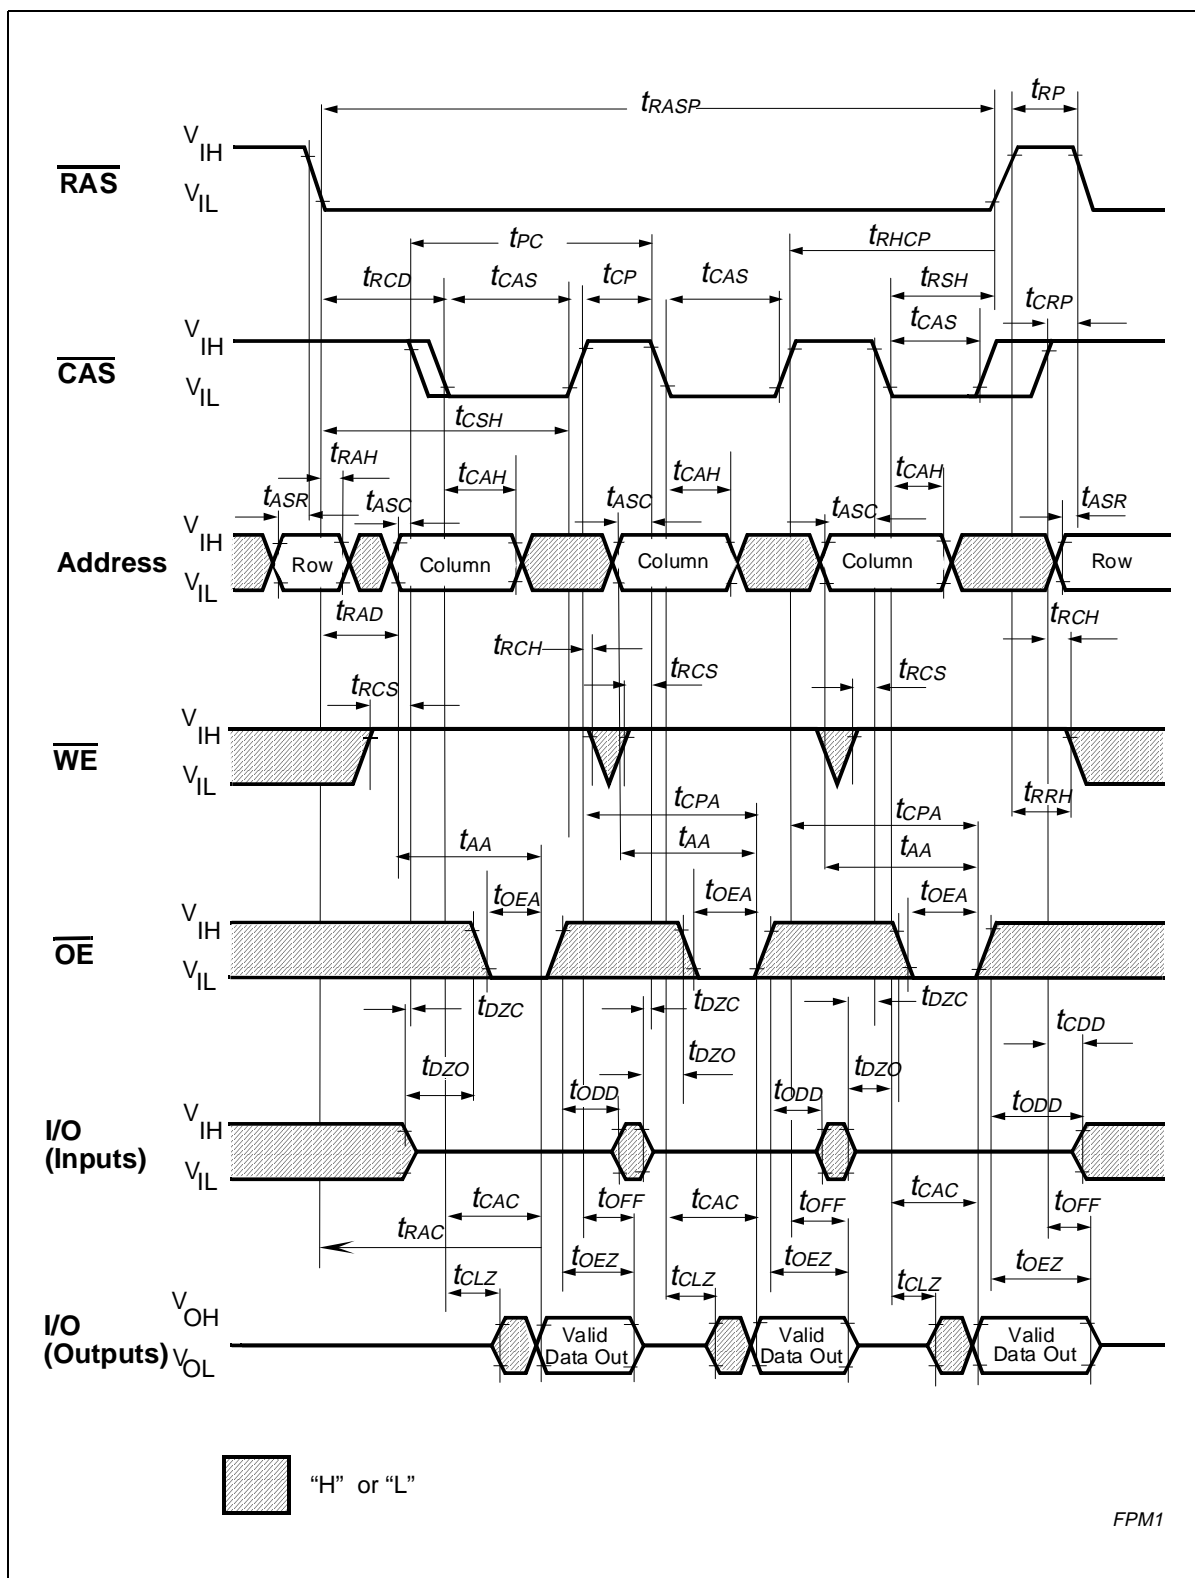 tRASP tRP
VIH
RAS
VIL
tPC tRHCP
tRCD tCAS tCP tCAS tRSH
tCRP
tCAS
VIH
CAS
VIL
tCSH
tRAH tCAH tCAH tCAH
tASR tASC tASC tASC tASR
VIH
Address Row Column Column Column Row
VIL
tRAD tRCH
tRCH tRCS tRCS
tRCS
VIH
WE
VIL
tCPA tCPA tRRH
tAA tAA tAA
tOEA tOEA tOEA
VIH
OE
VIL
tDZC tDZC tDZC
tCDD
tDZO tDZO tDZO
tODD tODD tODD
VIH
I/O
(Inputs)
VIL
tCAC tOFF tCAC tOFF tCAC tOFF
tRAC
tCLZ tOEZ tCLZ tOEZ tCLZ tOEZ
VOH
I/O Valid Valid Valid
(Outputs) Data Out Data Out Data Out
VOL
“H” or “L”
FPM1